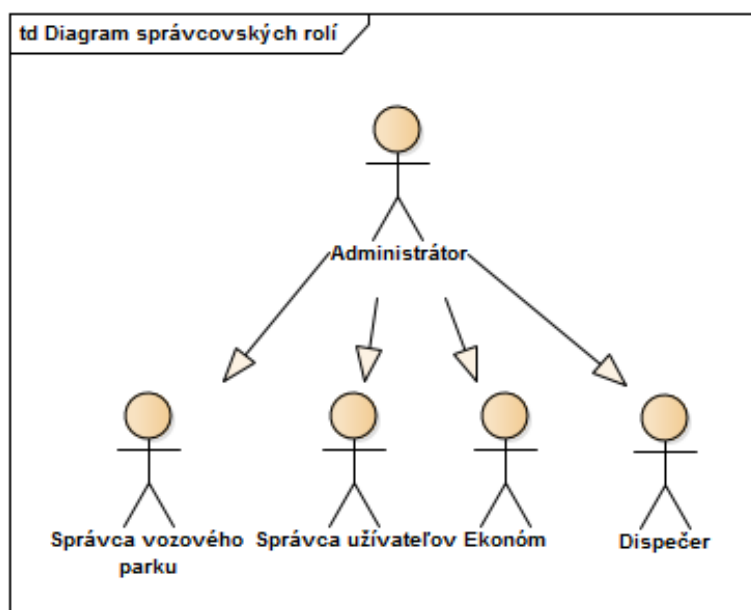 td Diagram správcovských rolí
Administrátor
Správca vozového
parku
Správca užívateľov
Ekonóm
Dispečer